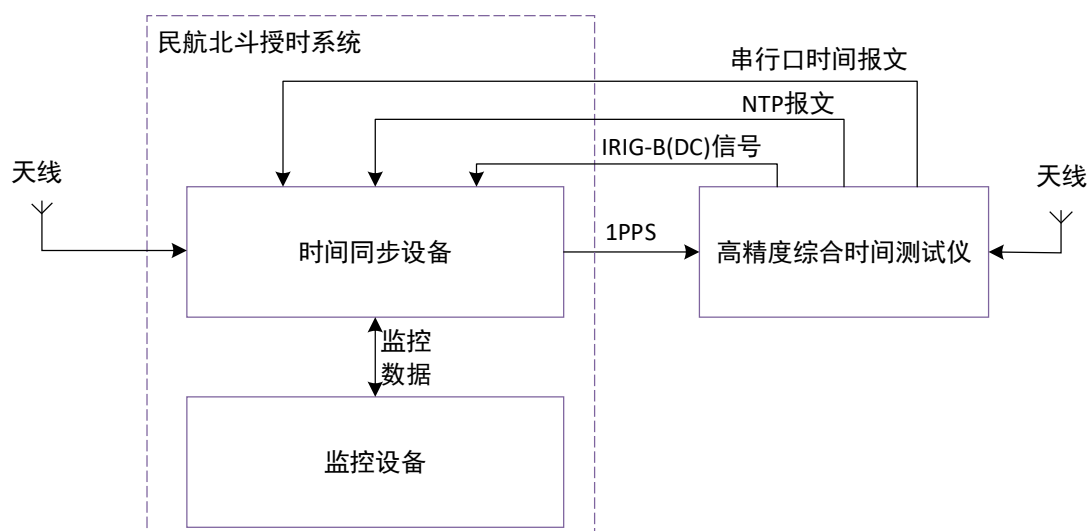 民航北斗授时系统
串行口时间报文
NTP报文
IRIG-B(DC)信号
天线
天线
时间同步设备
1PPS
高精度综合时间测试仪
监控
数据
监控设备